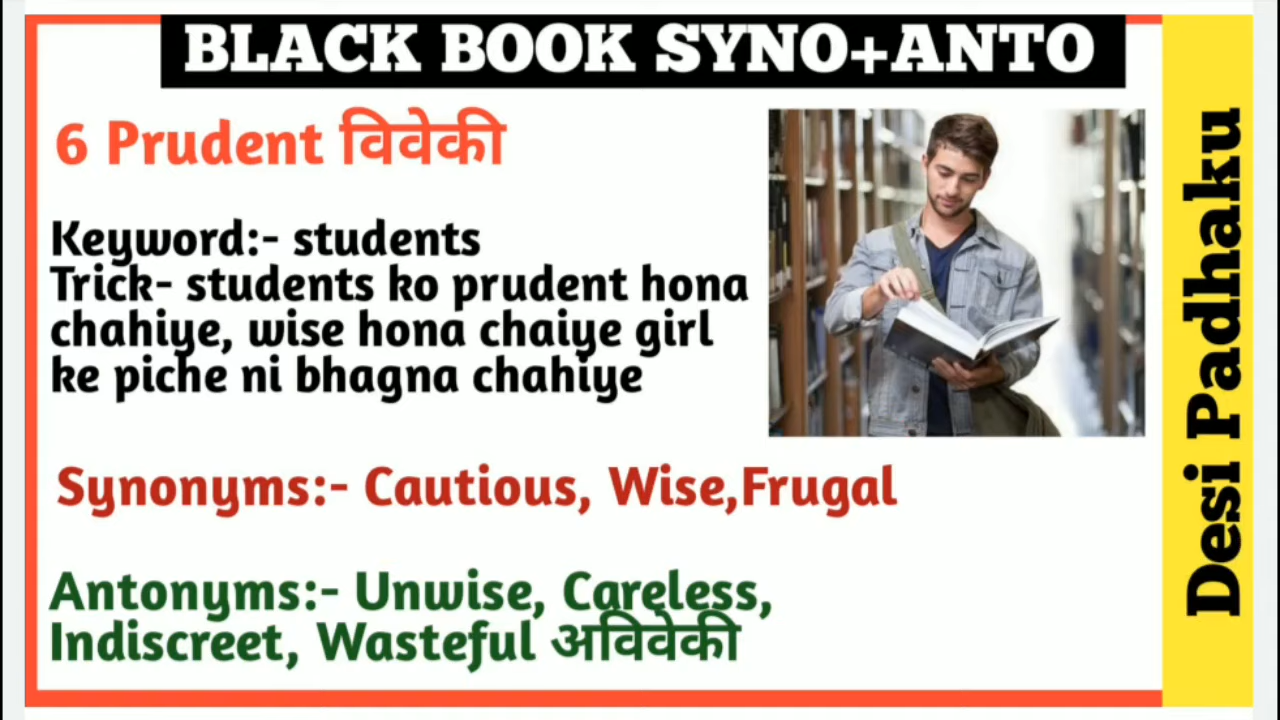 BLACK BOOK SYNO+ANTO
6 Prudent विवेकी
Keyword:- students
Trick- students ko prudent hona
chahiye, wise hona chaiye girl
ke piche ni bhagna chahiye
Synonyms:- Cautious, Wise,Frugal
Antonyms:- Unwise, Careless,
Indiscreet, Wasteful अविवेकी
Desi Padhaku